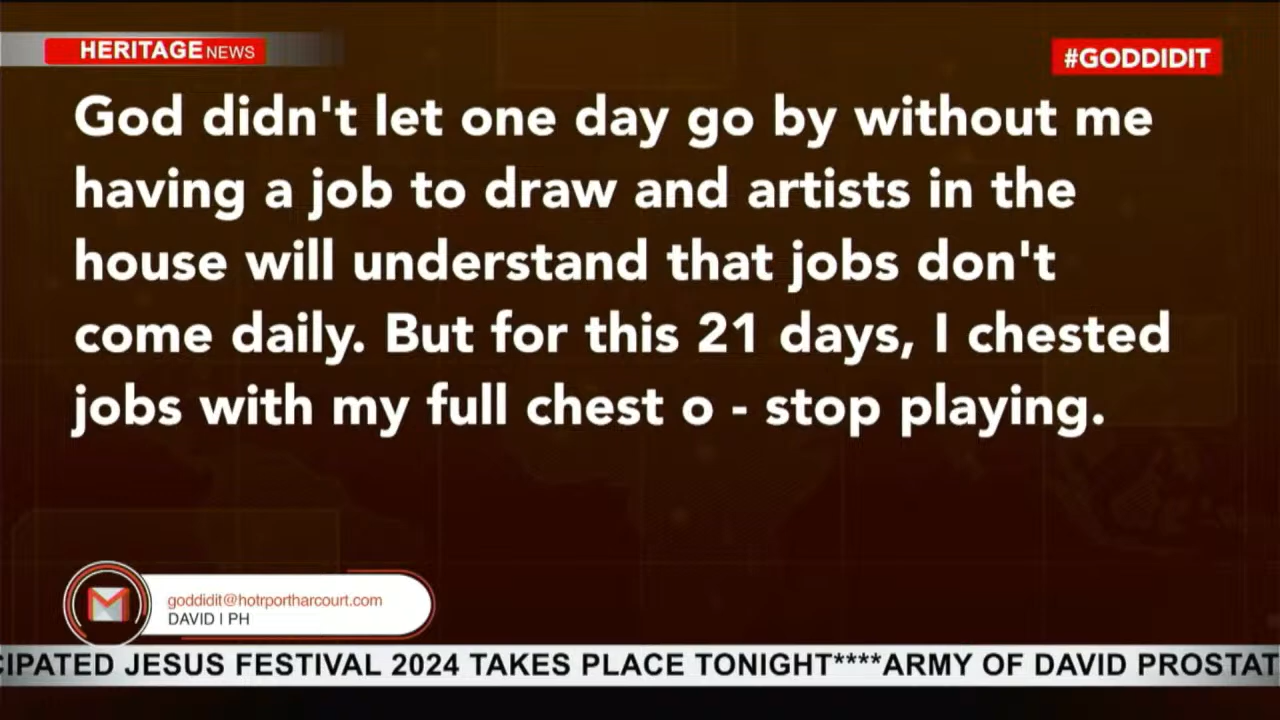 HERITAGE NEWS
#GODDIDIT
God didn't let one day go by without me
having a job to draw and artists in the
house will understand that jobs don't
come daily. But for this 21 days, I chested
jobs with my full chest o - stop playing.
goddidit@hotrportharcourt.com
DAVID | PH
CIPATED JESUS FESTIVAL 2024 TAKES PLACE TONIGHT****ARMY OF DAVID PROSTAT